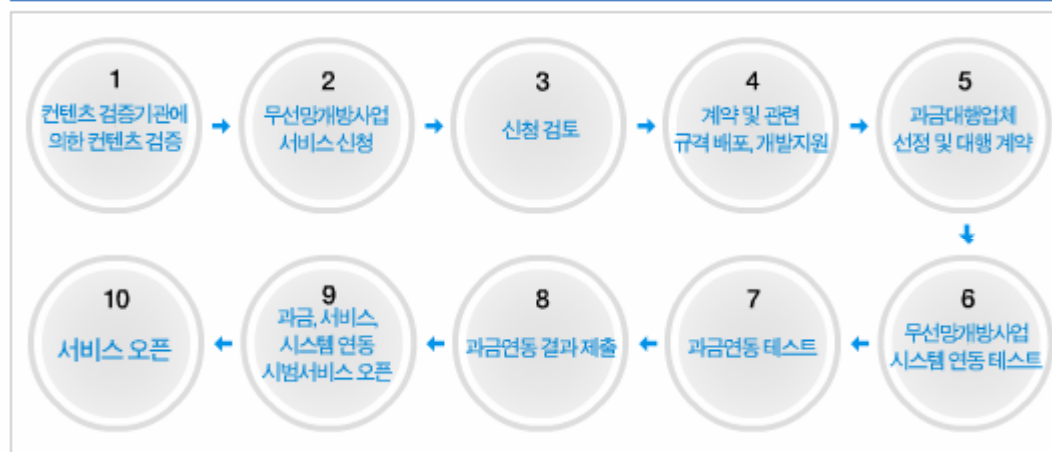 1
컨텐츠 검증기관에
의한 컨텐츠 검증
2
무선망개방사업
서비스 신청
3
신청 검토
4
계약 및 관련
규격 배포, 개발지원
5
과금대행업체
선정 및 대행 계약
6
무선망개방사업
시스템 연동 테스트
7
과금연동 테스트
8
과금연동 결과 제출
9
과금, 서비스,
시스템 연동
시범서비스 오픈
10
서비스 오픈